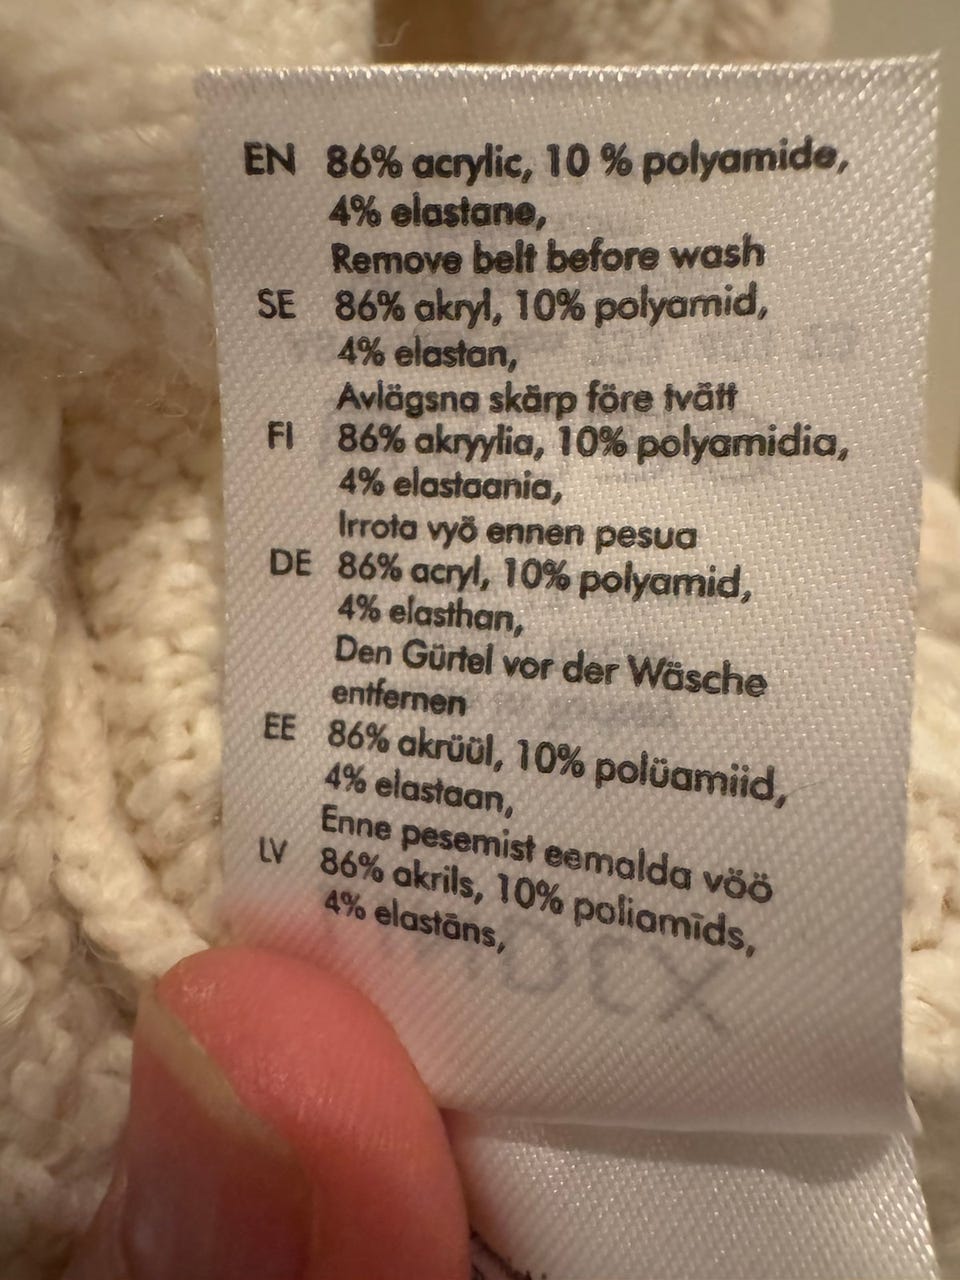 EN 86% acrylic, 10 % polyamide,
4% elastane,
Remove belt before wash
SE 86% akryl, 10% polyamid,
4% elastan,
Avlägsna skärp före tvätt
FI 86% akryylia, 10% polyamidia,
4% elastaania,
Irrota vyö ennen pesua
DE 86% acryl, 10% polyamid,
4% elasthan,
Den Gürtel vor der Wäsche
entfernen
EE 86% akrüül, 10% polüamiid,
4% elastaan,
Enne pesemist eemalda vöö
LV 86% akrils, 10% poliamīds,
4% elastāns,